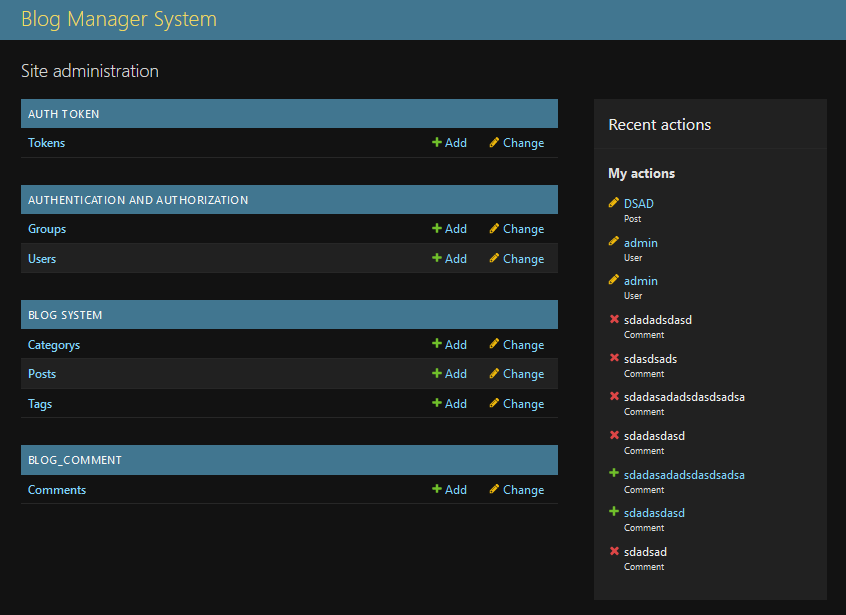 Blog Manager System
Site administration
AUTH TOKEN
Tokens Add Change
AUTHENTICATION AND AUTHORIZATION
Groups Add Change
Users Add Change
BLOG SYSTEM
Categorys Add Change
Posts Add Change
Tags Add Change
BLOG_COMMENT
Comments Add Change
Recent actions
My actions
DSAD
Post
admin
User
admin
User
sdadadsdasd
Comment
sdasdsads
Comment
sdadasadadsdasdsadsa
Comment
sdadasdasd
Comment
sdadasadadsdasdsadsa
Comment
sdadasdasd
Comment
sdadsad
Comment